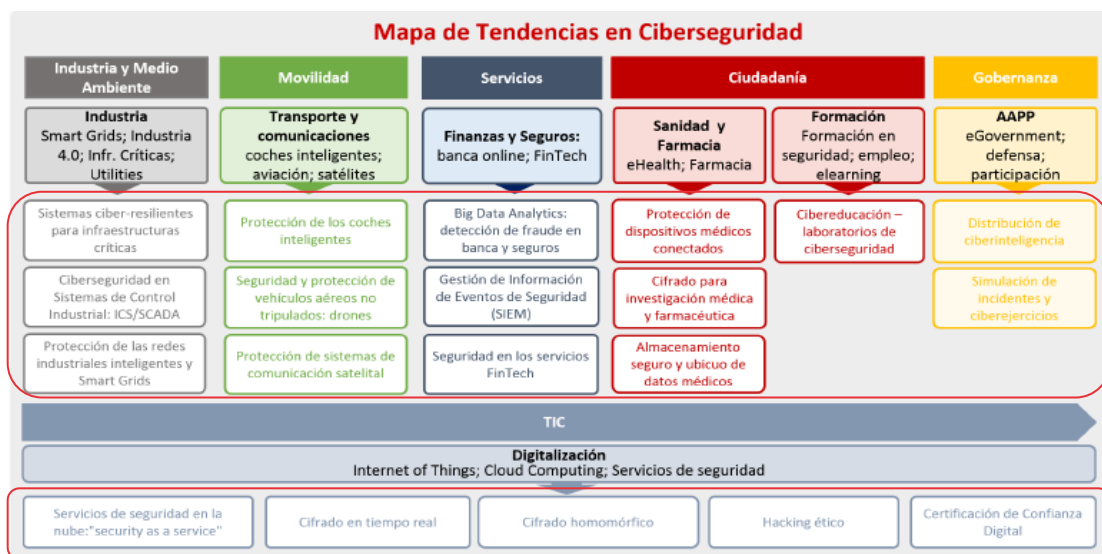 Mapa de Tendencias en Ciberseguridad
Industria y Medio
Ambiente
Movilidad
Servicios
Ciudadanía
Gobernanza
Industria
Smart Grids; Industria
4.0; Infr. Críticas;
Utilities
Transporte y
comunicaciones
coches inteligentes;
aviación; satélites
Finanzas y Seguros:
banca online; FinTech
Sanidad y
Farmacia
eHealth; Farmacia
Formación
Formación en
seguridad; empleo;
elearning
AAPP
eGovernment;
defensa;
participación
Sistemas ciber-resilientes
para infraestructuras
críticas
Protección de los coches
inteligentes
Big Data Analytics:
detección de fraude en
banca y seguros
Protección de
dispositivos médicos
conectados
Cibereducación –
laboratorios de
ciberseguridad
Distribución de
ciberinteligencia
Ciberseguridad en
Sistemas de Control
Industrial: ICS/SCADA
Seguridad y protección de
vehículos aéreos no
tripulados: drones
Gestión de Información
de Eventos de Seguridad
(SIEM)
Cifrado para
investigación médica
y farmacéutica
Simulación de
incidentes y
ciberejercicios
Protección de las redes
industriales inteligentes y
Smart Grids
Protección de sistemas de
comunicación satelital
Seguridad en los servicios
FinTech
Almacenamiento
seguro y ubicuo de
datos médicos
TIC
Digitalización
Internet of Things; Cloud Computing; Servicios de seguridad
Servicios de seguridad en la
nube:"security as a service"
Cifrado en tiempo real
Cifrado homomórfico
Hacking ético
Certificación de Confianza
Digital